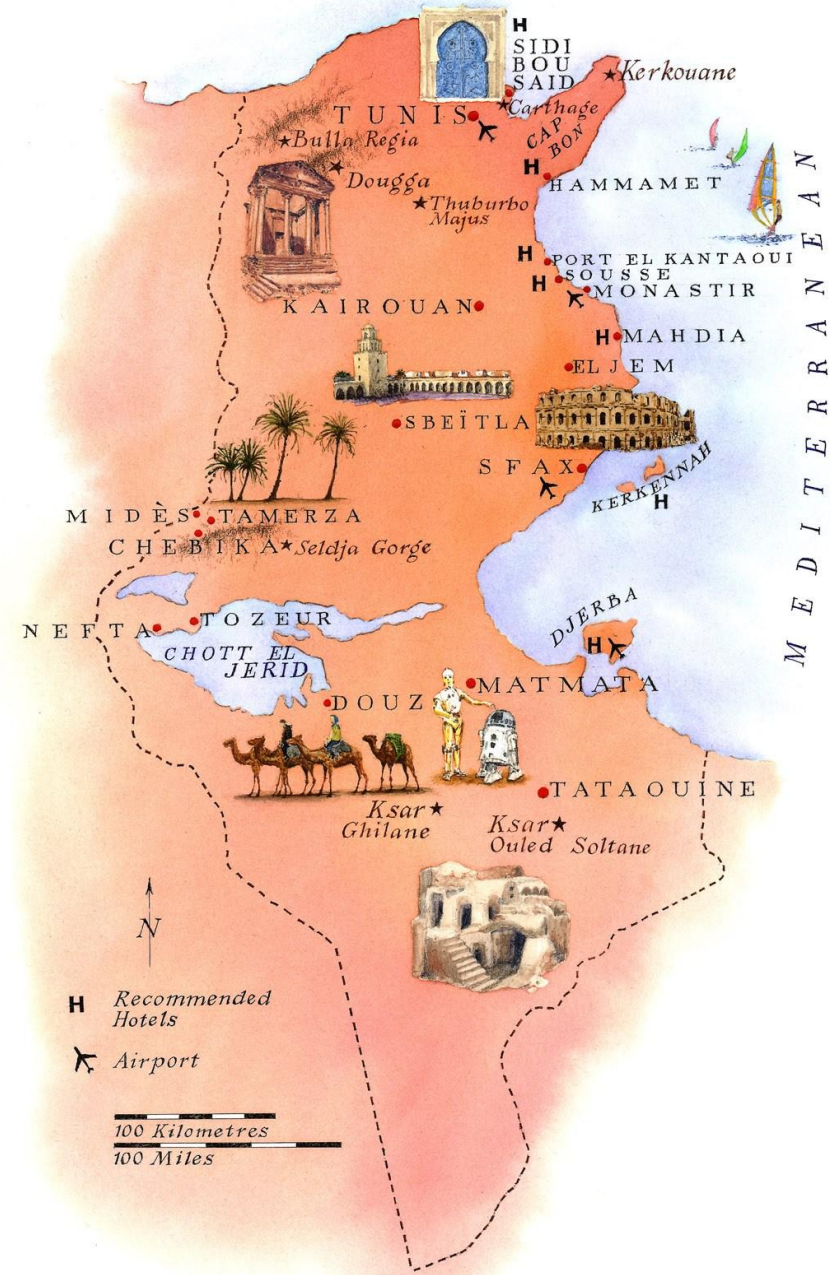 H
SIDI
BOU
SAID
Kerkouane
Carthage
TUNIS
CAP
BON
Bulla Regia
Dougga
H
HAMMAMET
Thuburbo
Majus
H
PORT EL KANTAOUI
H
SOUSSE
MONASTIR
KAIROUAN
H
MAHDIA
EL JEM
SBEÏTLA
SFAX
KERKENNAH
H
MEDITERRANEAN
MIDÈS
TAMERZA
CHEBIKA
Seldja Gorge
DJERBA
H
TOZEUR
NEFTA
CHOTT EL
JERID
MATMATA
DOUZ
TATAOUINE
Ksar
Ghilane
Ksar
Ouled Soltane
N
H Recommended
Hotels
Airport
100 Kilometres
100 Miles